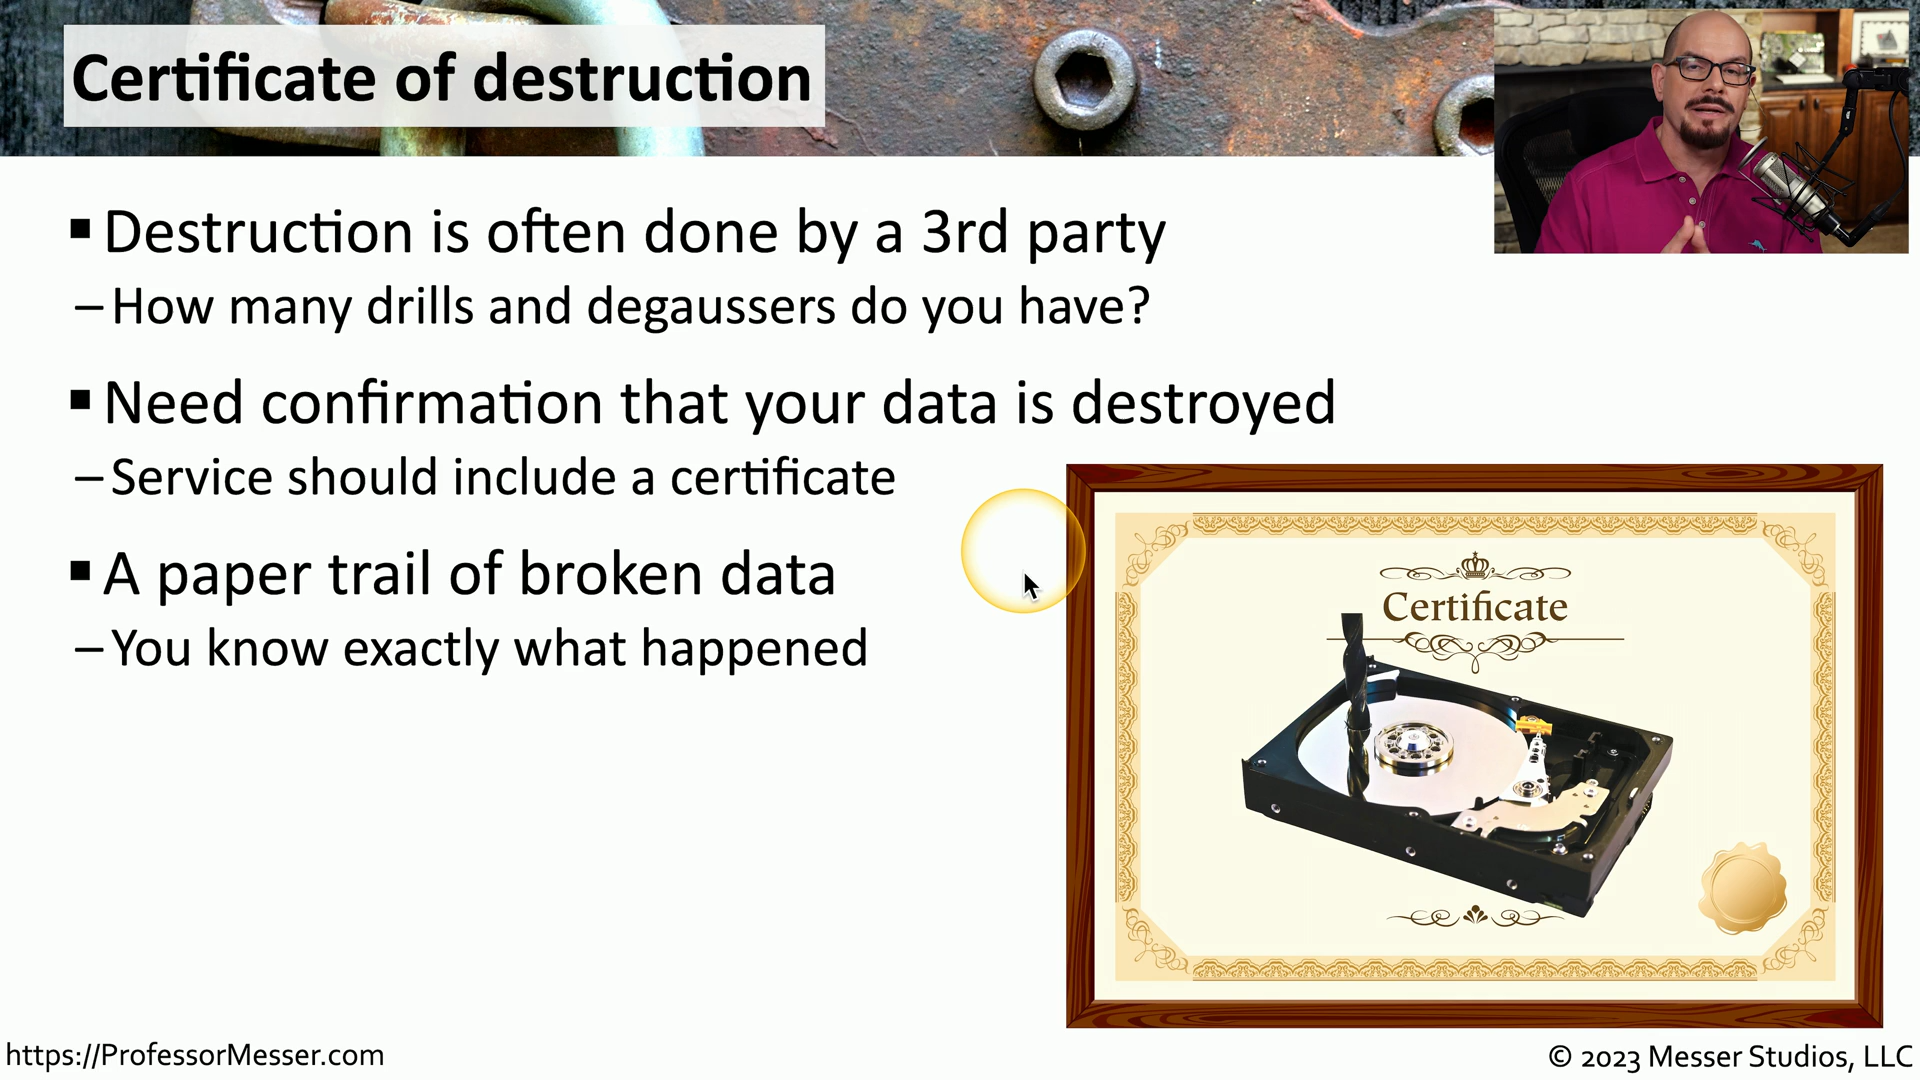 Certificate of destruction
▪ Destruction is often done by a 3rd party
– How many drills and degaussers do you have?
▪ Need confirmation that your data is destroyed
– Service should include a certificate
▪ A paper trail of broken data
– You know exactly what happened
Certificate
https://ProfessorMesser.com
© 2023 Messer Studios, LLC